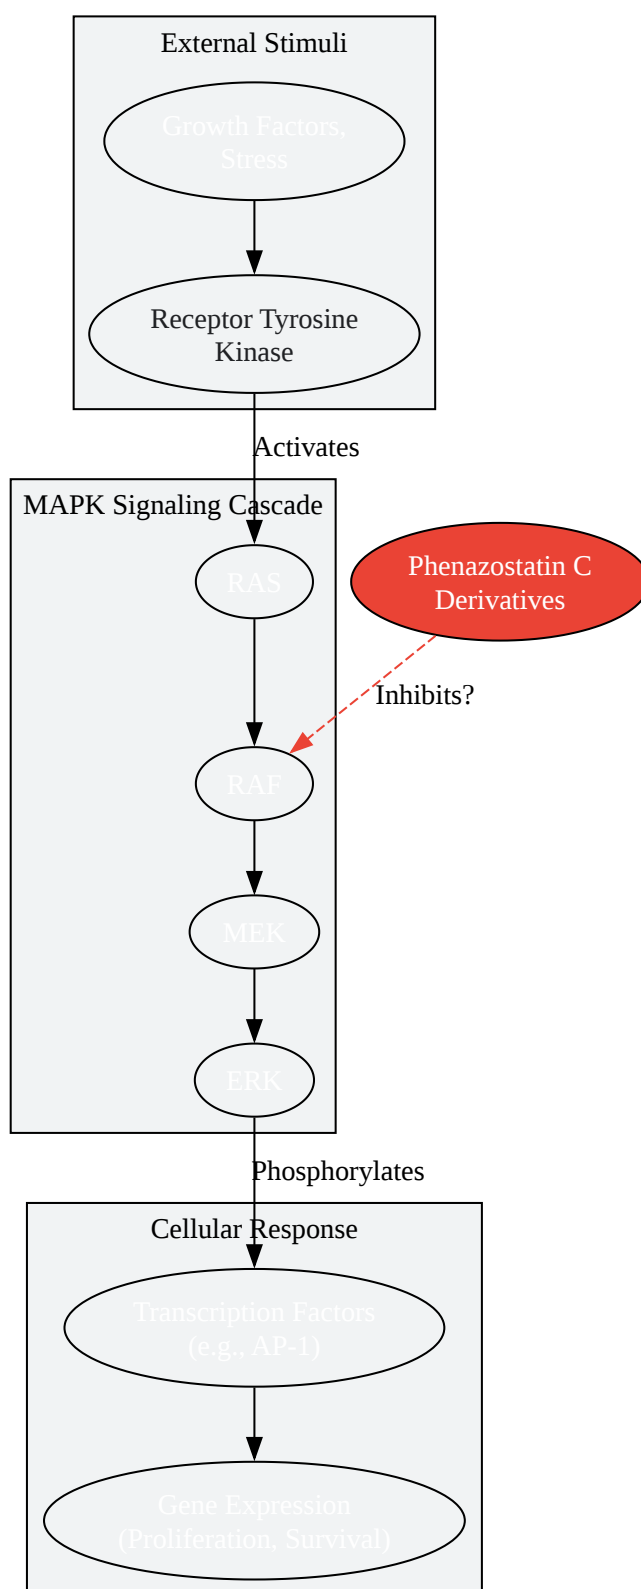 External Stimuli
Growth Factors,
Stress
Receptor Tyrosine
Kinase
Activates
MAPK Signaling Cascade
RAS
Phenazostatin C
Derivatives
Inhibits?
RAF
MEK
ERK
Phosphorylates
Cellular Response
Transcription Factors
(e.g., AP-1)
Gene Expression
(Proliferation, Survival)